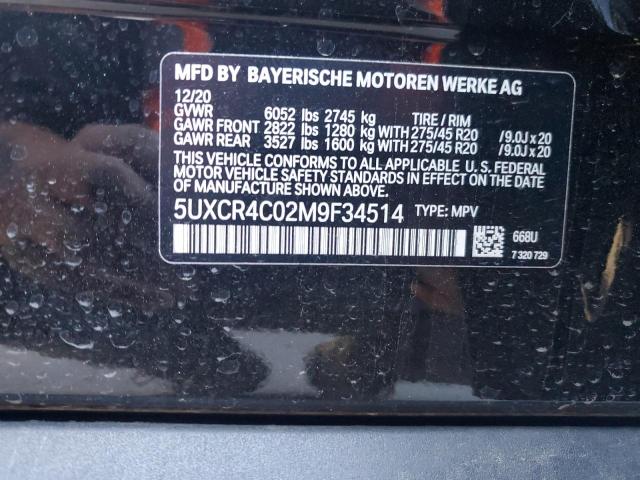 MFD BY BAYERISCHE MOTOREN WERKE AG
12/20
GVWR 6052 lbs 2745 kg TIRE / RIM
GAWR FRONT 2822 lbs 1280 kg WITH 275/45 R20 /9.0J x 20
GAWR REAR 3527 lbs 1600 kg WITH 275/45 R20 /9.0J x 20
THIS VEHICLE CONFORMS TO ALL APPLICABLE U. S. FEDERAL
MOTOR VEHICLE SAFETY STANDARDS IN EFFECT ON THE DATE OF
MANUFACTURE SHOWN ABOVE.
5UXCR4C02M9F34514 TYPE: MPV
668U
7 320 729